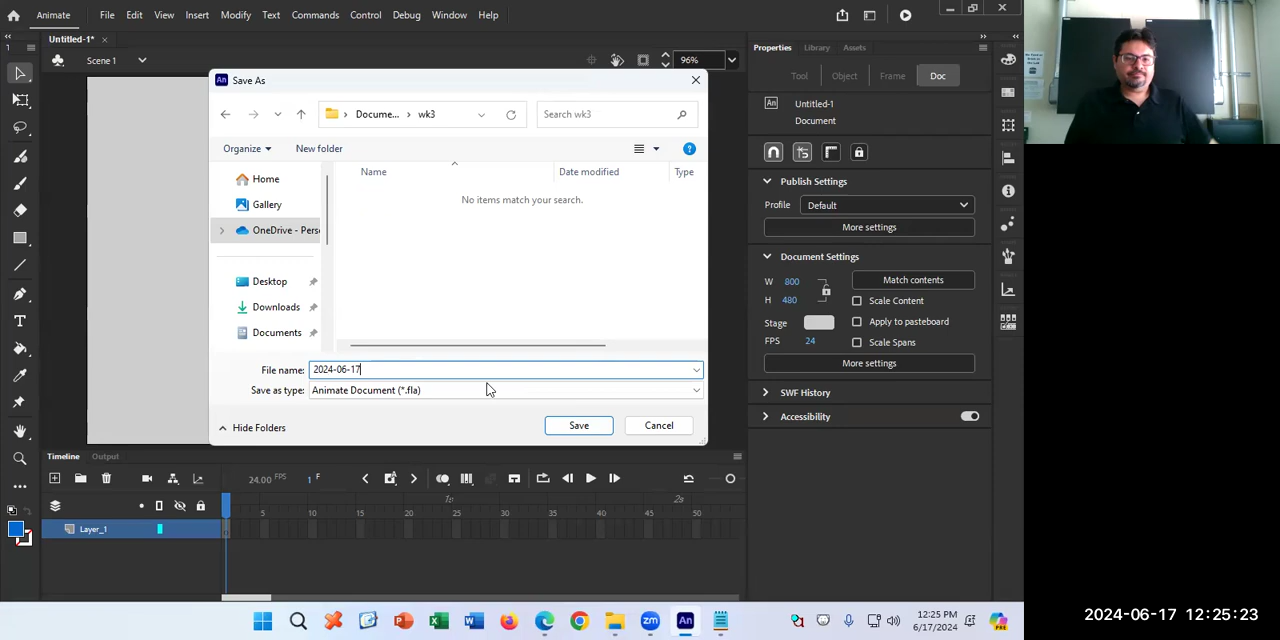 Animate File Edit View Insert Modify Text Commands Control Debug Window Help
Untitled-1* ×
Scene 1 96%
Save As
Docume... wk3 Search wk3
Organize New folder
Name Date modified Type
No items match your search.
Home
Gallery
OneDrive - Pers
Desktop
Downloads
Documents
File name: 2024-06-17
Save as type: Animate Document (*.fla)
Hide Folders Save Cancel
Properties Library Assets
Tool Object Frame Doc
Untitled-1
Document
Publish Settings
Profile Default
More settings
Document Settings
W 800 Match contents
H 480 Scale Content
Stage Apply to pasteboard
FPS 24 Scale Spans
More settings
SWF History
Accessibility
Timeline Output
24.00 FPS 1 F
1s 2s
5 10 15 20 25 30 35 40 45 50
Layer_1
12:25 PM
6/17/2024
2024-06-17 12:25:23